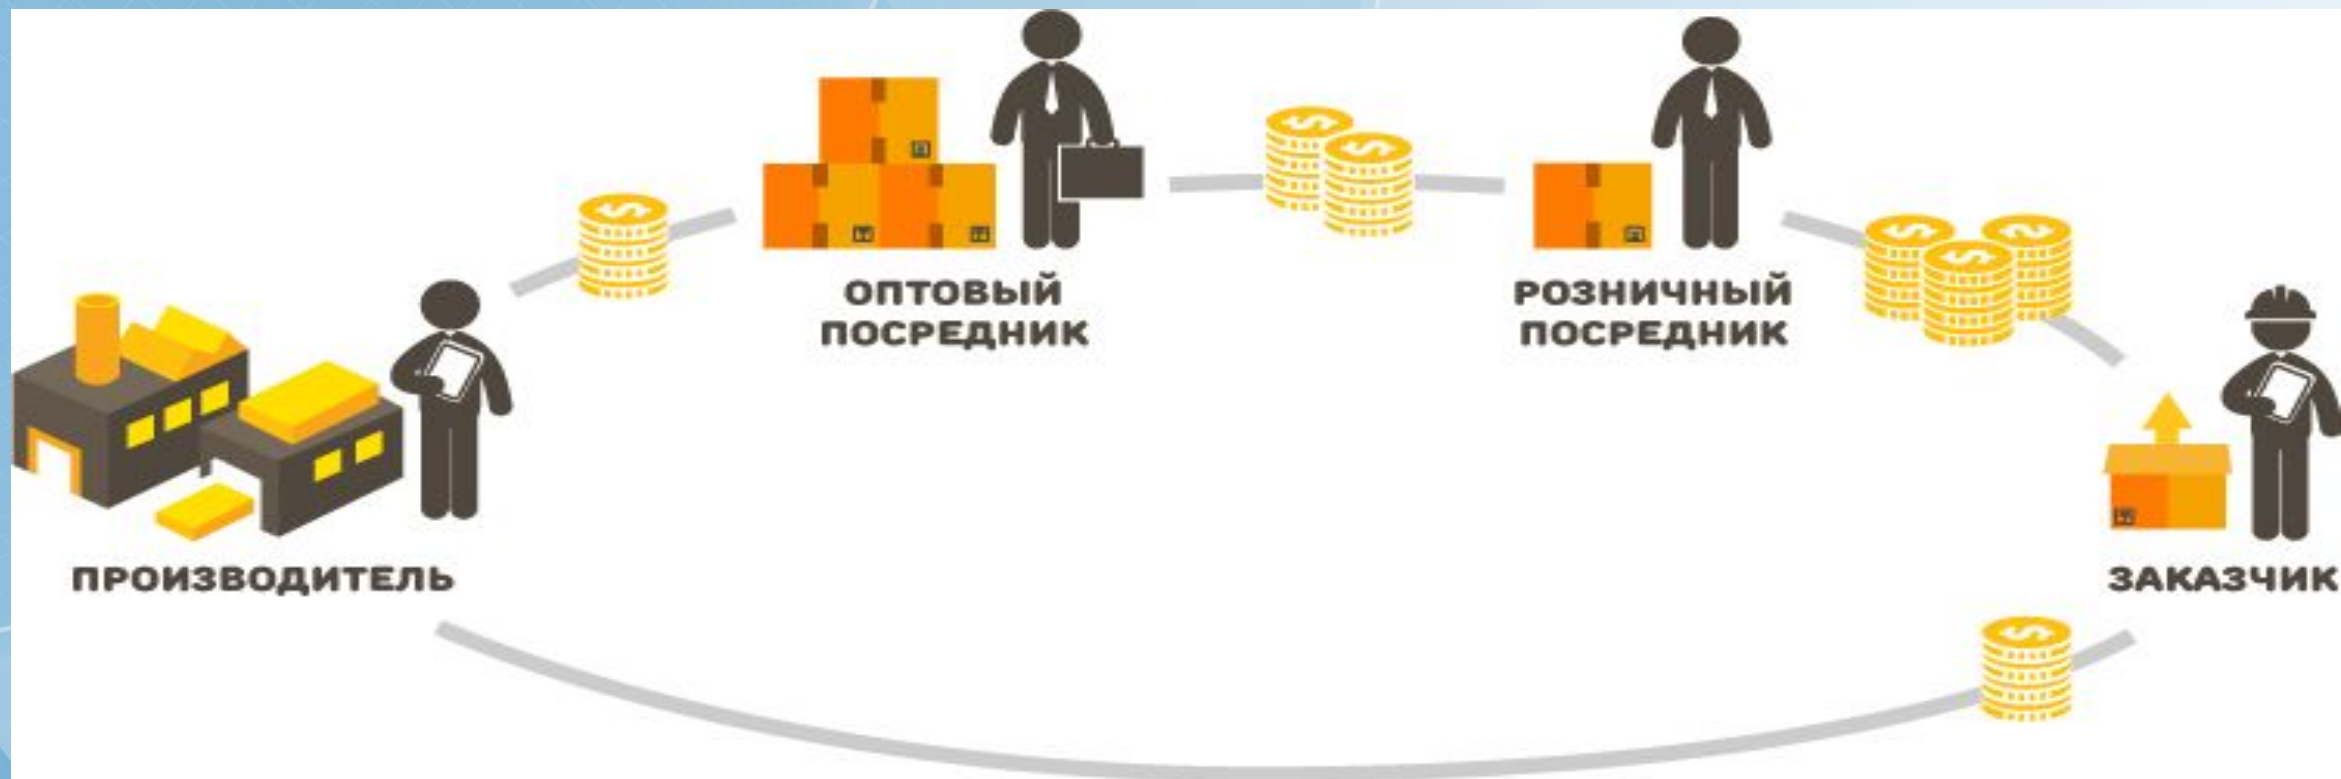 ОПТОВЫЙ
ПОСРЕДНИК
РОЗНИЧНЫЙ
ПОСРЕДНИК
ПРОИЗВОДИТЕЛЬ
ЗАКАЗЧИК